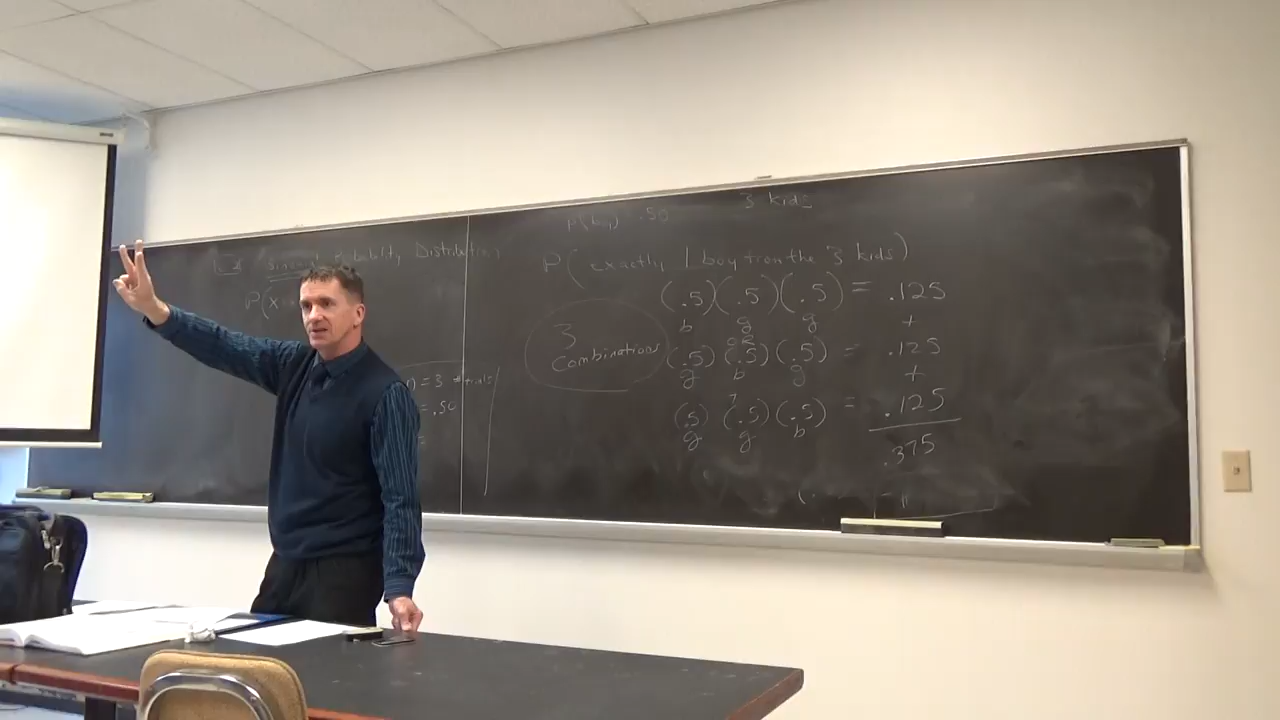 Probability Distribution
P(x
n = 3 # trials
= .50
=
P(b) .50
3 kids
P(exactly 1 boy from the 3 kids)
(.5)(.5)(.5) = .125
b g g +
OR
3 Combinations
(.5)(.5)(.5) = .125
g b g +
(.5)(.5)(.5) = .125
g g b
.375